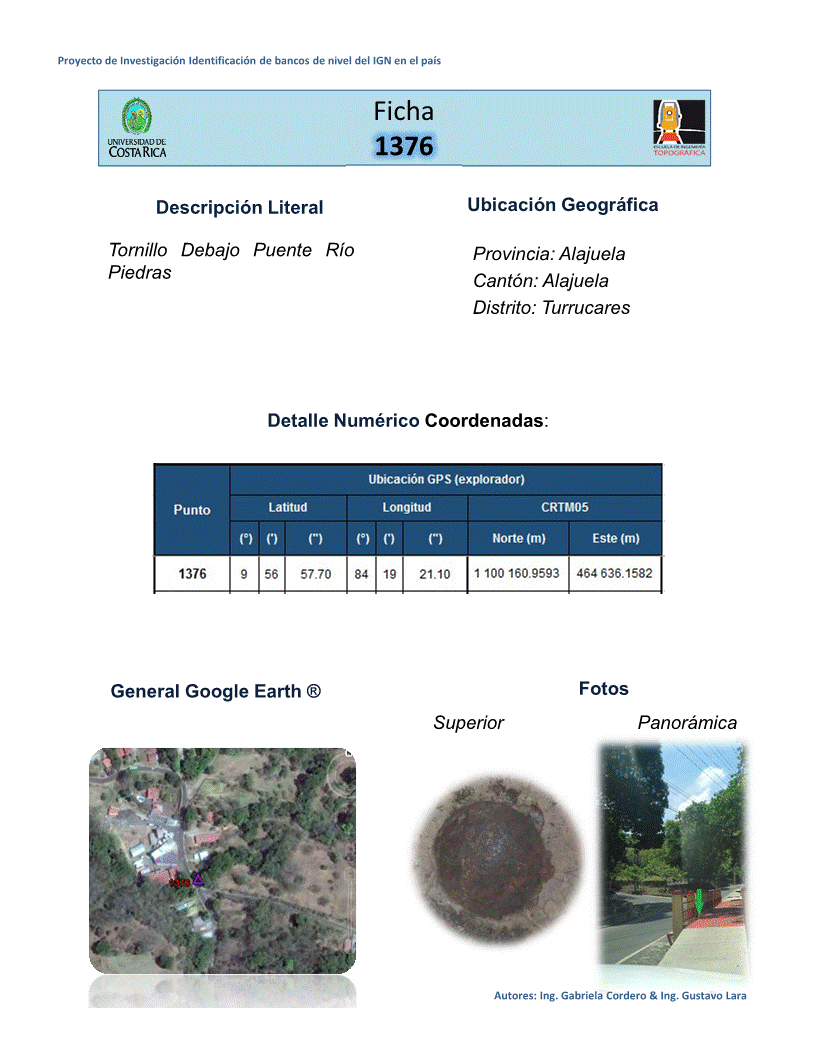 Proyecto de Investigación Identificación de bancos de nivel del IGN en el país
UNIVERSIDAD DE
COSTA RICA
Ficha
1376
ESCUELA DE INGENIERÍA
TOPOGRÁFICA
Descripción Literal
Tornillo Debajo Puente Río
Piedras
Ubicación Geográfica
Provincia: Alajuela
Cantón: Alajuela
Distrito: Turrucares
Detalle Numérico Coordenadas:
Punto
Ubicación GPS (explorador)
Latitud Longitud CRTM05
(°) (') (") (°) (') (") Norte (m) Este (m)
1376 9 56 57.70 84 19 21.10 1 100 160.9593 464 636.1582
General Google Earth ®
Fotos
Superior Panorámica
1376
Autores: Ing. Gabriela Cordero & Ing. Gustavo Lara